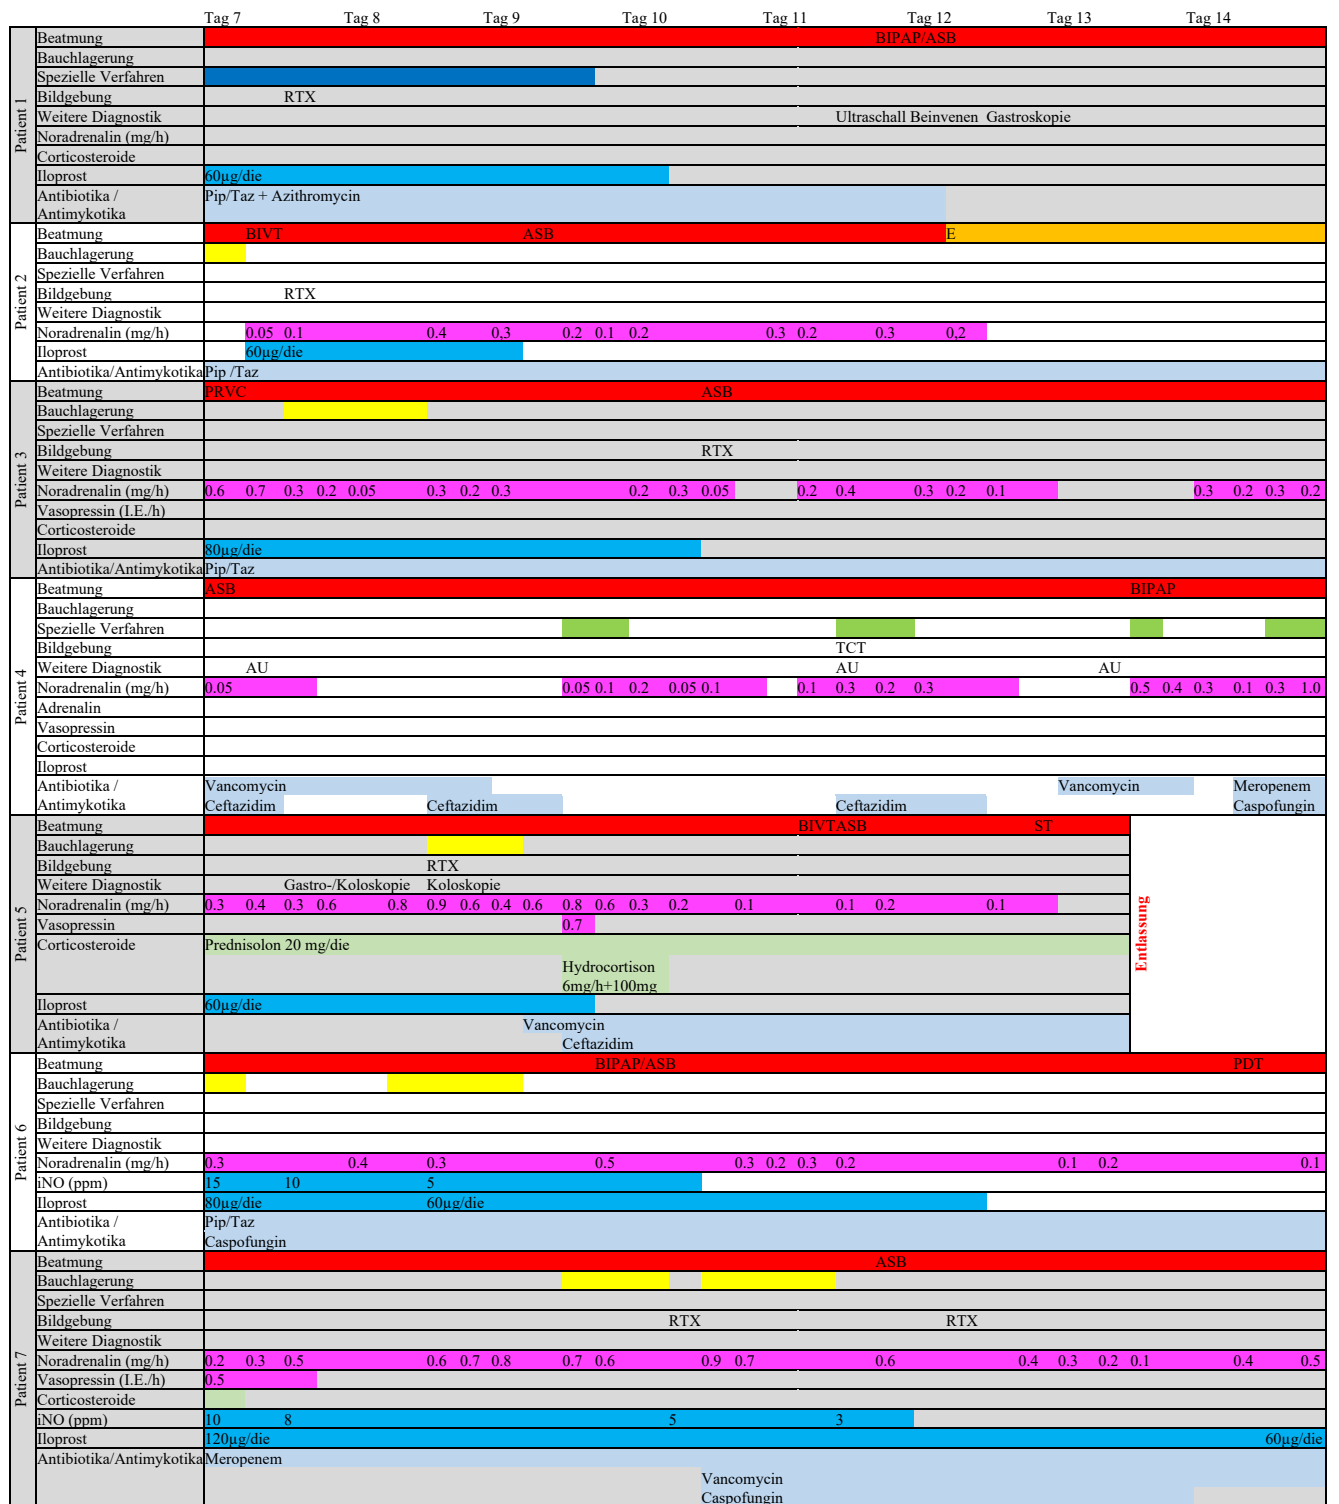 Tag 7 Tag 8 Tag 9 Tag 10 Tag 11 Tag 12 Tag 13 Tag 14
Patient 1
Beatmung BIPAP/ASB
Bauchlagerung
Spezielle Verfahren
Bildgebung RTX
Weitere Diagnostik Ultraschall Beinvenen Gastroskopie
Noradrenalin (mg/h)
Corticosteroide
Iloprost 60µg/die
Antibiotika / Pip/Taz + Azithromycin
Antimykotika
Patient 2
Beatmung BIVT ASB E
Bauchlagerung
Spezielle Verfahren
Bildgebung RTX
Weitere Diagnostik
Noradrenalin (mg/h) 0.05 0.1 0.4 0,3 0.2 0.1 0.2 0.3 0.2 0.3 0,2
Iloprost 60µg/die
Antibiotika/Antimykotika Pip /Taz
Patient 3
Beatmung PRVC ASB
Bauchlagerung
Spezielle Verfahren
Bildgebung RTX
Weitere Diagnostik
Noradrenalin (mg/h) 0.6 0.7 0.3 0.2 0.05 0.3 0.2 0.3 0.2 0.3 0.05 0.2 0.4 0.3 0.2 0.1 0.3 0.2 0.3 0.2
Vasopressin (I.E./h)
Corticosteroide
Iloprost 80µg/die
Antibiotika/Antimykotika Pip/Taz
Patient 4
Beatmung ASB BIPAP
Bauchlagerung
Spezielle Verfahren
Bildgebung TCT
Weitere Diagnostik AU AU AU
Noradrenalin (mg/h) 0.05 0.05 0.1 0.2 0.05 0.1 0.1 0.3 0.2 0.3 0.5 0.4 0.3 0.1 0.3 1.0
Adrenalin
Vasopressin
Corticosteroide
Iloprost
Antibiotika / Vancomycin Vancomycin Meropenem
Antimykotika Ceftazidim Ceftazidim Ceftazidim Caspofungin
Patient 5
Beatmung BIVT ASB ST
Bauchlagerung
Bildgebung RTX
Weitere Diagnostik Gastro-/Koloskopie Koloskopie
Noradrenalin (mg/h) 0.3 0.4 0.3 0.6 0.8 0.9 0.6 0.4 0.6 0.8 0.6 0.3 0.2 0.1 0.1 0.2 0.1
Vasopressin 0.7
Corticosteroide Prednisolon 20 mg/die
Hydrocortison
6mg/h+100mg
Iloprost 60µg/die
Antibiotika / Vancomycin
Antimykotika Ceftazidim
Entlassung
Patient 6
Beatmung BIPAP/ASB PDT
Bauchlagerung
Spezielle Verfahren
Bildgebung
Weitere Diagnostik
Noradrenalin (mg/h) 0.3 0.4 0.3 0.5 0.3 0.2 0.3 0.2 0.1 0.2 0.1
iNO (ppm) 15 10 5
Iloprost 80µg/die 60µg/die
Antibiotika / Pip/Taz
Antimykotika Caspofungin
Patient 7
Beatmung ASB
Bauchlagerung
Spezielle Verfahren
Bildgebung RTX RTX
Weitere Diagnostik
Noradrenalin (mg/h) 0.2 0.3 0.5 0.6 0.7 0.8 0.7 0.6 0.9 0.7 0.6 0.4 0.3 0.2 0.1 0.4 0.5
Vasopressin (I.E./h) 0.5
Corticosteroide
iNO (ppm) 10 8 5 3
Iloprost 120µg/die 60µg/die
Antibiotika/Antimykotika Meropenem
Vancomycin
Caspofungin